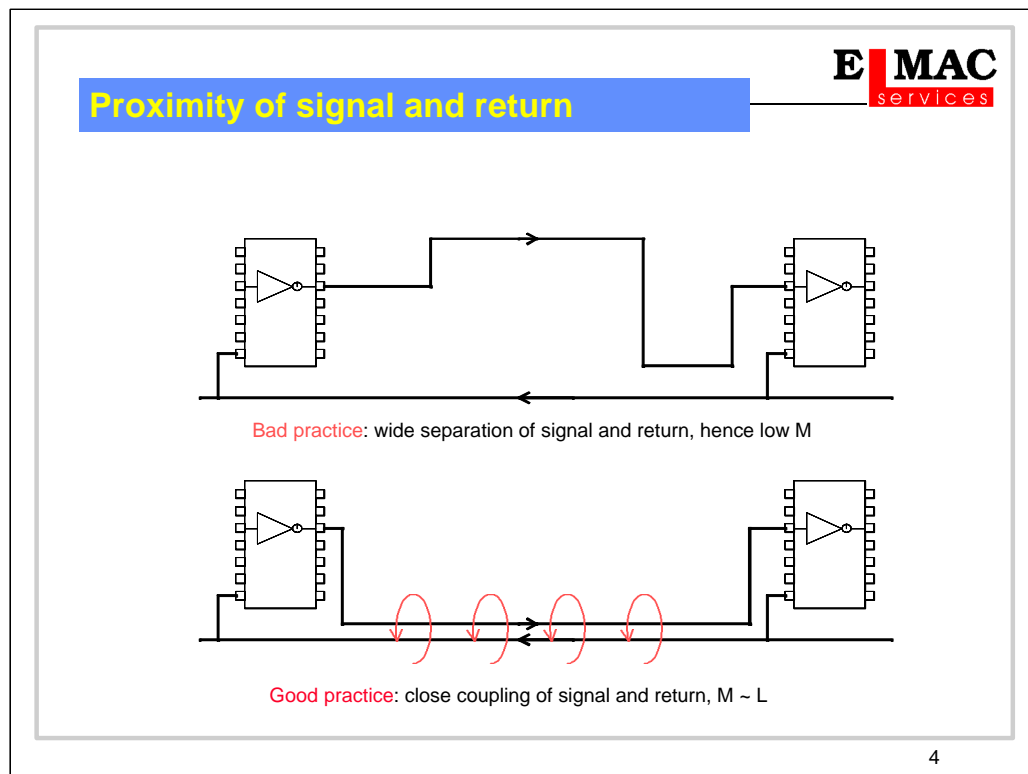 E MAC
services
Proximity of signal and return
Bad practice: wide separation of signal and return, hence low M
Good practice: close coupling of signal and return, M ~ L
4